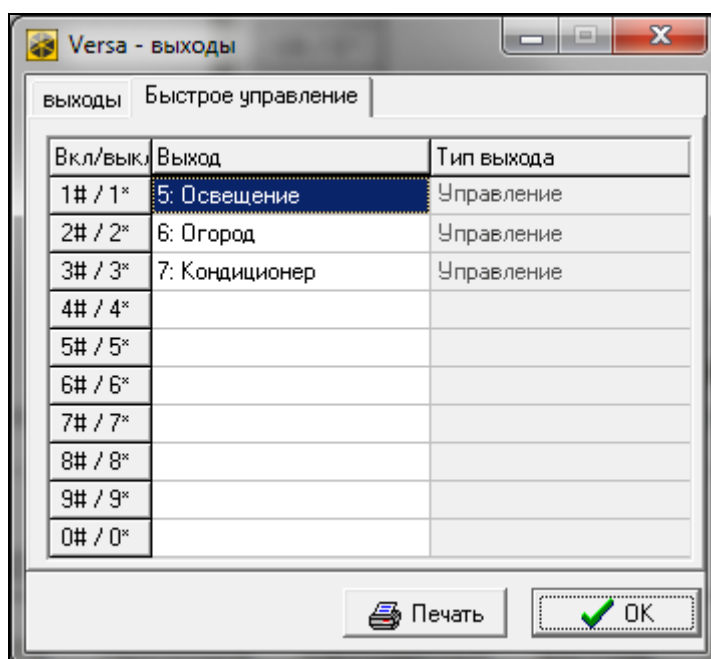 Versa - выходы
выходы Быстрое управление
Вкл/вык Выход Тип выхода
1# / 1* 5: Освещение Управление
2# / 2* 6: Огород Управление
3# / 3* 7: Кондиционер Управление
4# / 4*
5# / 5*
6# / 6*
7# / 7*
8# / 8*
9# / 9*
0# / 0*
Печать OK